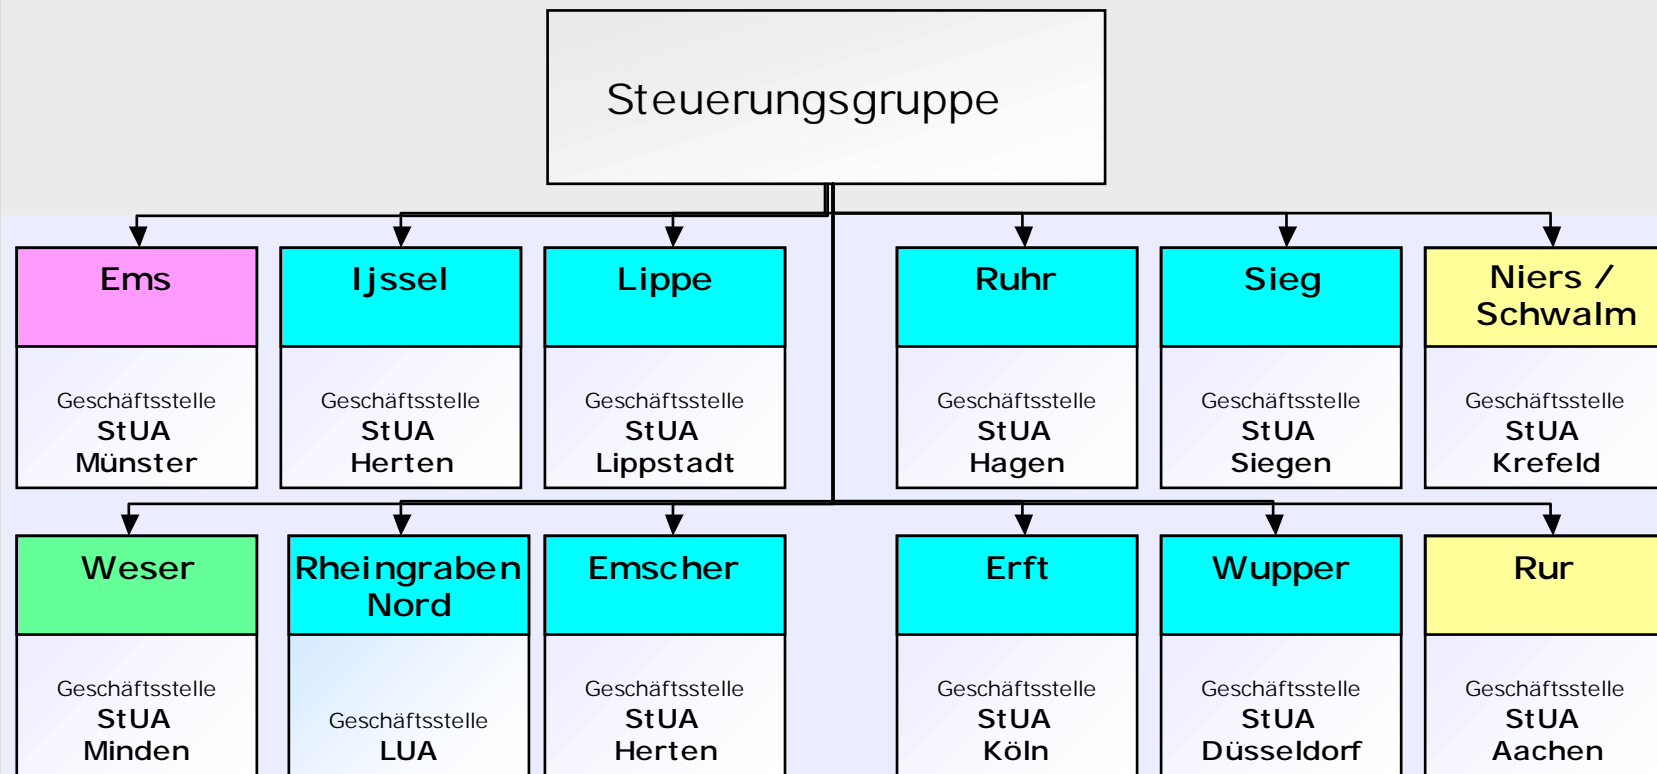 Steuerungsgruppe
Ems
Geschäftsstelle
StUA
Münster
Ijssel
Geschäftsstelle
StUA
Herten
Lippe
Geschäftsstelle
StUA
Lippstadt
Ruhr
Geschäftsstelle
StUA
Hagen
Sieg
Geschäftsstelle
StUA
Siegen
Niers /
Schwalm
Geschäftsstelle
StUA
Krefeld
Weser
Geschäftsstelle
StUA
Minden
Rheingraben
Nord
Geschäftsstelle
LUA
Emscher
Geschäftsstelle
StUA
Herten
Erft
Geschäftsstelle
StUA
Köln
Wupper
Geschäftsstelle
StUA
Düsseldorf
Rur
Geschäftsstelle
StUA
Aachen